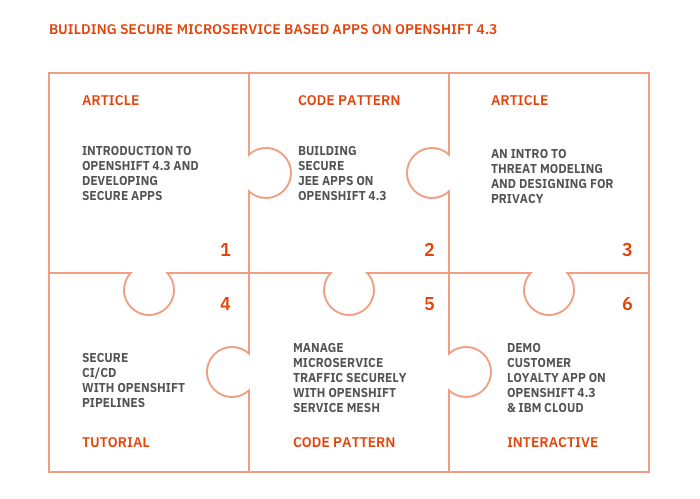 BUILDING SECURE MICROSERVICE BASED APPS ON OPENSHIFT 4.3
ARTICLE
INTRODUCTION TO
OPENSHIFT 4.3 AND
DEVELOPING
SECURE APPS
1
CODE PATTERN
BUILDING
SECURE
JEE APPS ON
OPENSHIFT 4.3
2
ARTICLE
AN INTRO TO
THREAT MODELING
AND DESIGNING FOR
PRIVACY
3
4
SECURE
CI/CD
WITH OPENSHIFT
PIPELINES
TUTORIAL
5
MANAGE
MICROSERVICE
TRAFFIC SECURELY
WITH OPENSHIFT
SERVICE MESH
CODE PATTERN
6
DEMO
CUSTOMER
LOYALTY APP ON
OPENSHIFT 4.3
& IBM CLOUD
INTERACTIVE